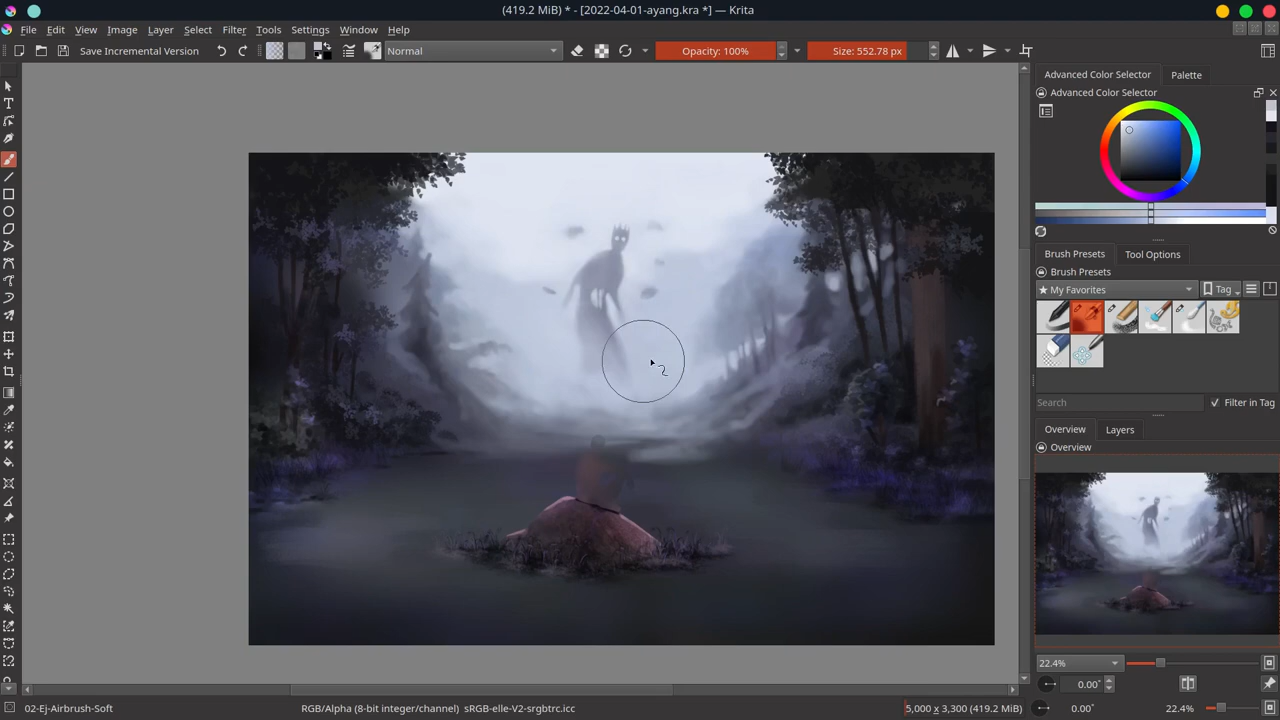 (419.2 MiB) * - [2022-04-01-ayang.kra *] — Krita
File Edit View Image Layer Select Filter Tools Settings Window Help
Save Incremental Version Normal Opacity: 100% Size: 552.78 px
Advanced Color Selector Palette
Advanced Color Selector
Brush Presets Tool Options
Brush Presets
My Favorites Tag
Search Filter in Tag
Overview Layers
Overview
22.4%
0.00°
02-Ej-Airbrush-Soft RGB/Alpha (8-bit integer/channel) sRGB-elle-V2-srgbtrc.icc 5,000 x 3,300 (419.2 MiB) 0.00° 22.4%